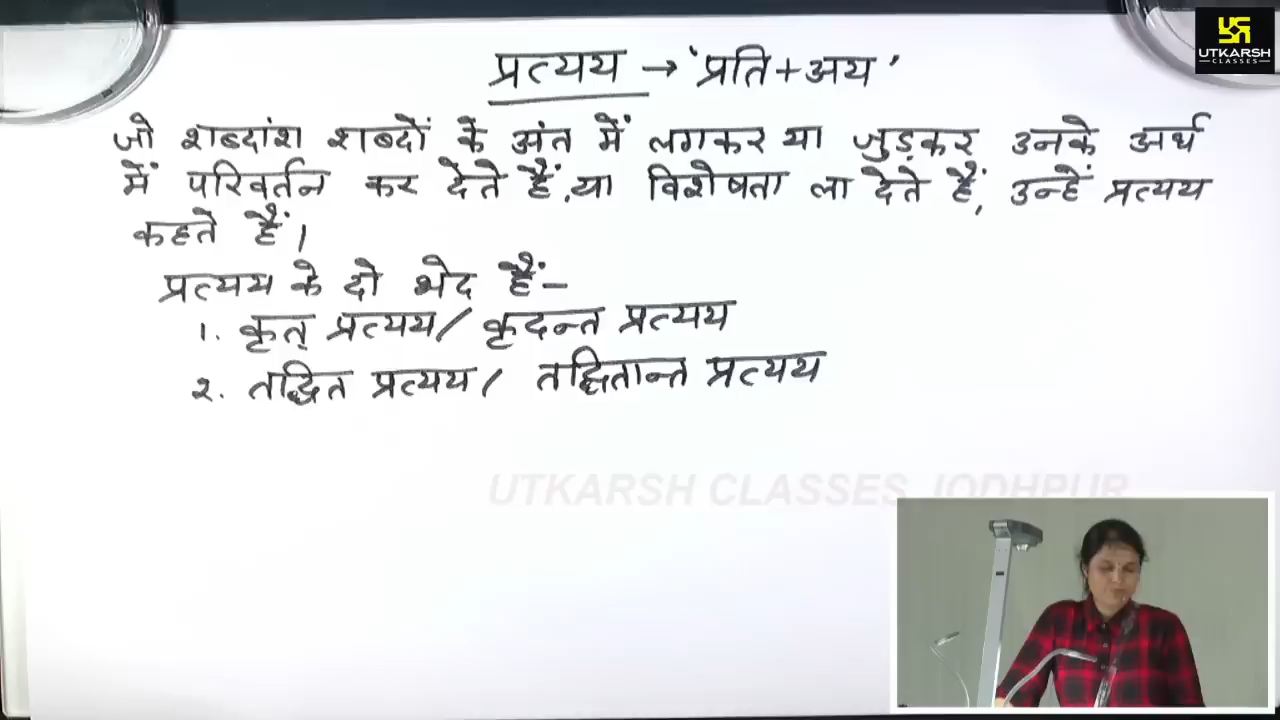 UTKARSH
CLASSES
प्रत्यय → 'प्रति + अय'
जो शब्दांश शब्दों के अंत में लगकर या जुड़कर उनके अर्थ
में परिवर्तन कर देते हैं, या विशेषता ला देते हैं, उन्हें प्रत्यय
कहते हैं।
प्रत्यय के दो भेद हैं-
1. कृत् प्रत्यय / कृदन्त प्रत्यय
२. तद्धित प्रत्यय / तद्धितान्त प्रत्यय
UTKARSH CLASSES JODHPUR